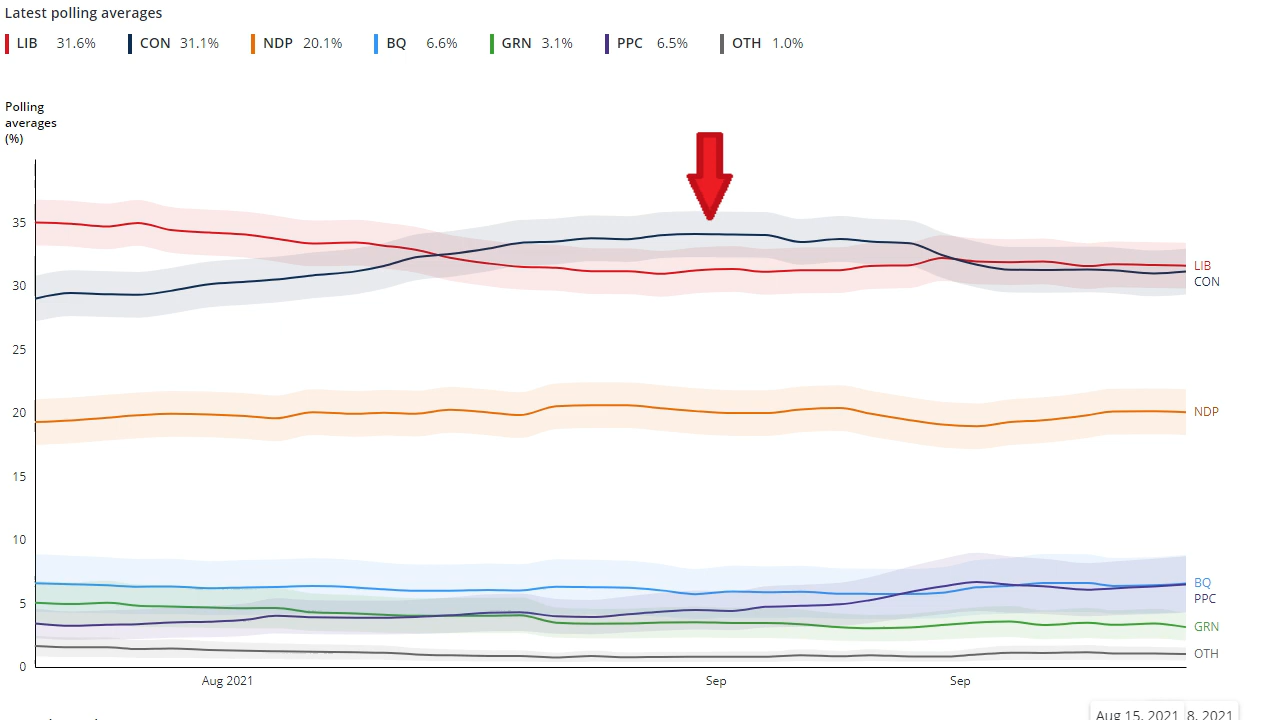 Latest polling averages
LIB 31.6% CON 31.1% NDP 20.1% BQ 6.6% GRN 3.1% PPC 6.5% OTH 1.0%
Polling
averages
(%)
35
LIB
30
CON
25
20
NDP
15
10
BQ
5
PPC
GRN
OTH
0
Aug 2021 Sep Sep
Aug 15, 2021 8, 2021